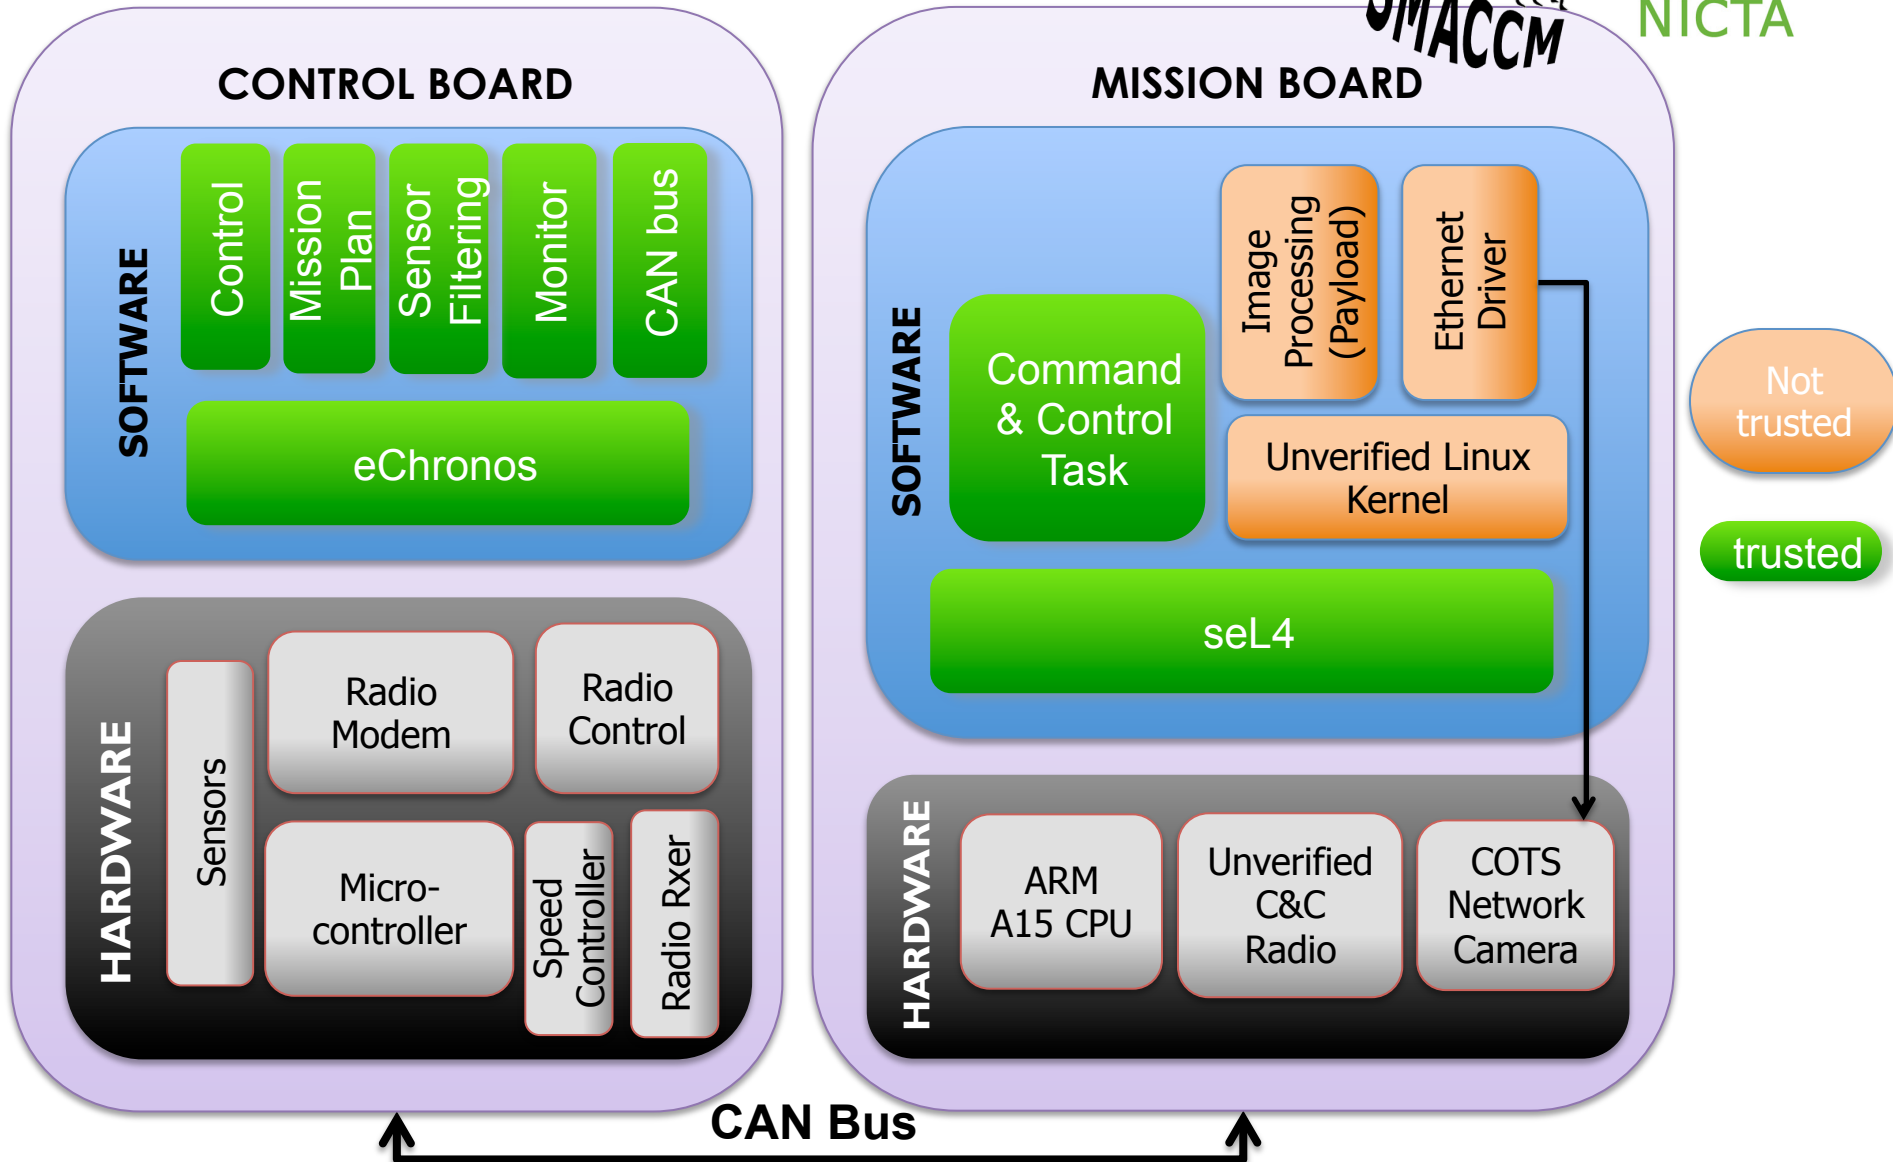 SMACCM
NICTA
CONTROL BOARD
SOFTWARE
Control
Mission
Plan
Sensor
Filtering
Monitor
CAN bus
eChronos
HARDWARE
Sensors
Radio
Modem
Radio
Control
Micro-
controller
Speed
Controller
Radio Rxer
MISSION BOARD
SOFTWARE
Command
& Control
Task
Image
Processing
(Payload)
Ethernet
Driver
Unverified Linux
Kernel
seL4
HARDWARE
ARM
A15 CPU
Unverified
C&C
Radio
COTS
Network
Camera
Not
trusted
trusted
CAN Bus